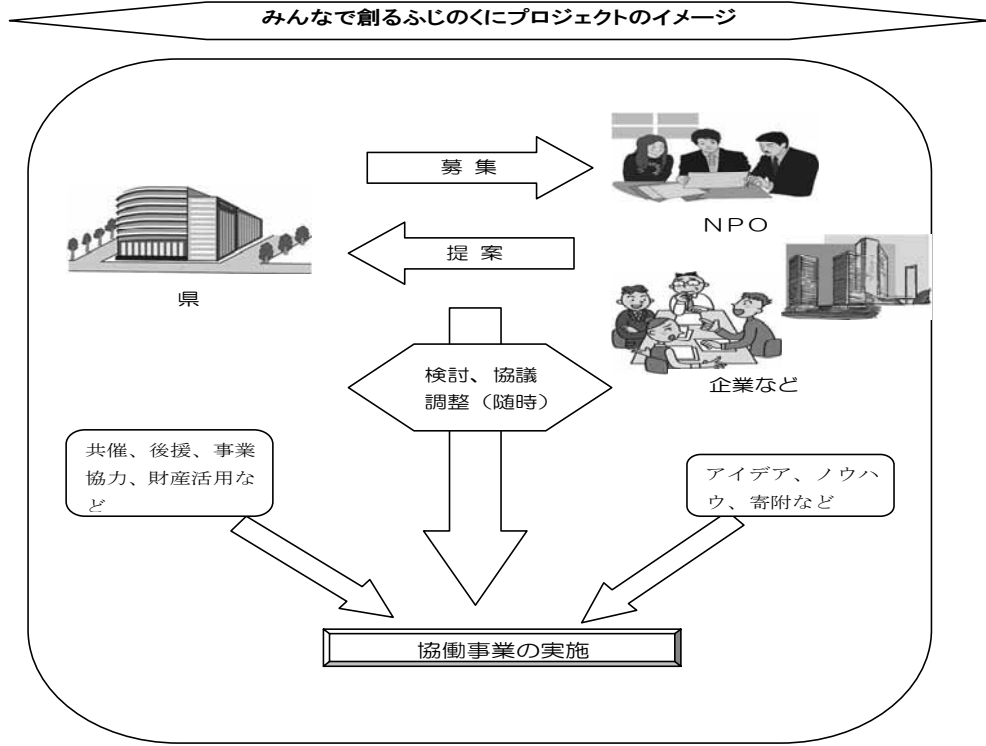 みんなで創るふじのくにプロジェクトのイメージ
募 集
NPO
提 案
県
企業など
検討、協議
調整（随時）
共催、後援、事業
協力、財産活用な
ど
アイデア、ノウハ
ウ、寄附など
協働事業の実施